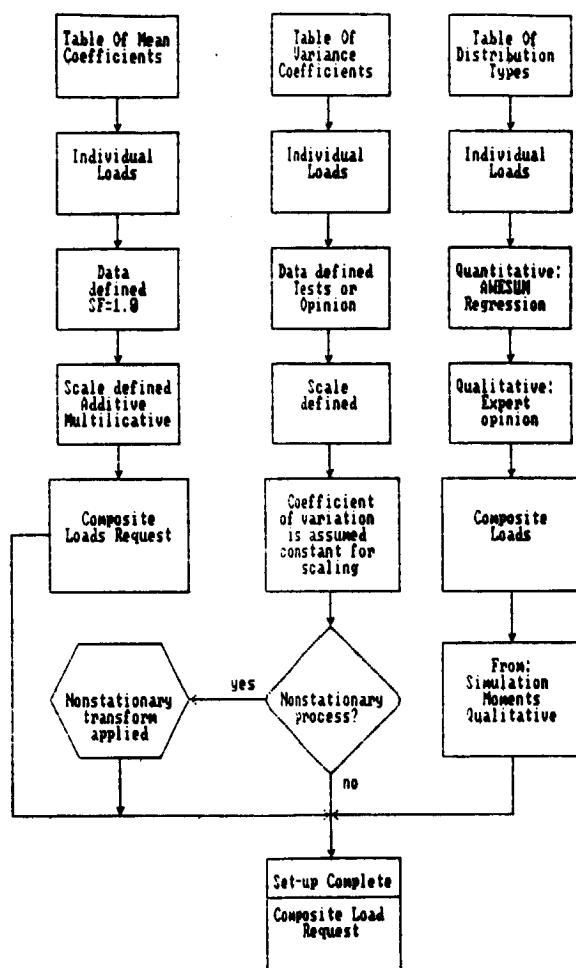 Table Of Mean
Coefficients
Individual
Loads
Data
defined
SF=1.0
Scale defined
Additive
Multilicative
Composite
Loads Request
Nonstationary
transform
applied
Table Of
Variance
Coefficients
Individual
Loads
Data defined
Tests or
Opinion
Scale
defined
Coefficient
of variation
is assumed
constant for
scaling
Nonstationary
process?
yes
no
Table Of
Distribution
Types
Individual
Loads
Quantitative:
AWESUM
Regression
Qualitative:
Expert
opinion
Composite
Loads
From:
Simulation
Moments
Qualitative
Set-up Complete
Composite Load
Request